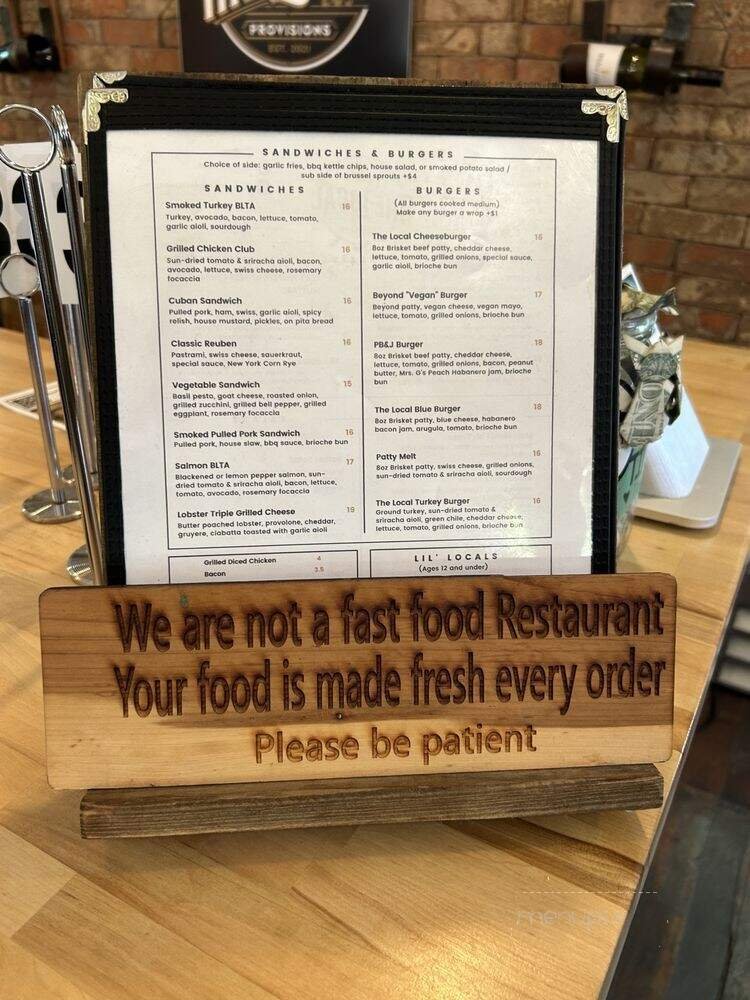 PROVISIONS
SANDWICHES & BURGERS
Choice of side: garlic fries, bbq kettle chips, house salad, or smoked potato salad /
sub side of brussel sprouts +$4
SANDWICHES
Smoked Turkey BLTA 16
Turkey, avocado, bacon, lettuce, tomato,
garlic aioli, sourdough
Grilled Chicken Club 16
Sun-dried tomato & sriracha aioli, bacon,
avocado, lettuce, swiss cheese, rosemary
focaccia
Cuban Sandwich 16
Pulled pork, ham, swiss, garlic aioli, spicy
relish, house mustard, pickles, on pita bread
Classic Reuben 16
Pastrami, swiss cheese, sauerkraut,
special sauce, New York Corn Rye
Vegetable Sandwich 15
Basil pesto, goat cheese, roasted onion,
grilled zucchini, grilled bell pepper, grilled
eggplant, rosemary focaccia
Smoked Pulled Pork Sandwich 16
Pulled pork, house slaw, bbq sauce, brioche bun
Salmon BLTA 17
Blackened or lemon pepper salmon, sun-
dried tomato & sriracha aioli, bacon, lettuce,
tomato, avocado, rosemary focaccia
Lobster Triple Grilled Cheese 19
Butter poached lobster, provolone, cheddar,
gruyere, ciabatta toasted with garlic aioli
BURGERS
(All burgers cooked medium)
Make any burger a wrap +$1
The Local Cheeseburger 16
8oz Brisket beef patty, cheddar cheese,
lettuce, tomato, grilled onions, special sauce,
garlic aioli, brioche bun
Beyond "Vegan" Burger 17
Beyond patty, vegan cheese, vegan mayo,
lettuce, tomato, grilled onions, brioche bun
PB&J Burger 18
8oz Brisket beef patty, cheddar cheese,
lettuce, tomato, grilled onions, bacon, peanut
butter, Mrs. G's Peach Habanero jam, brioche
bun
The Local Blue Burger 18
8oz Brisket patty, blue cheese, habanero
bacon jam, arugula, tomato, brioche bun
Patty Melt 16
8oz Brisket patty, swiss cheese, grilled onions,
sun-dried tomato & sriracha aioli, sourdough
The Local Turkey Burger 16
Ground turkey, sun-dried tomato &
sriracha aioli, green chile, cheddar cheese,
lettuce, tomato, grilled onions, brioche bun
Grilled Diced Chicken 4
Bacon 3.5
LIL' LOCALS
(Ages 12 and under)
We are not a fast food Restaurant
Your food is made fresh every order
Please be patient